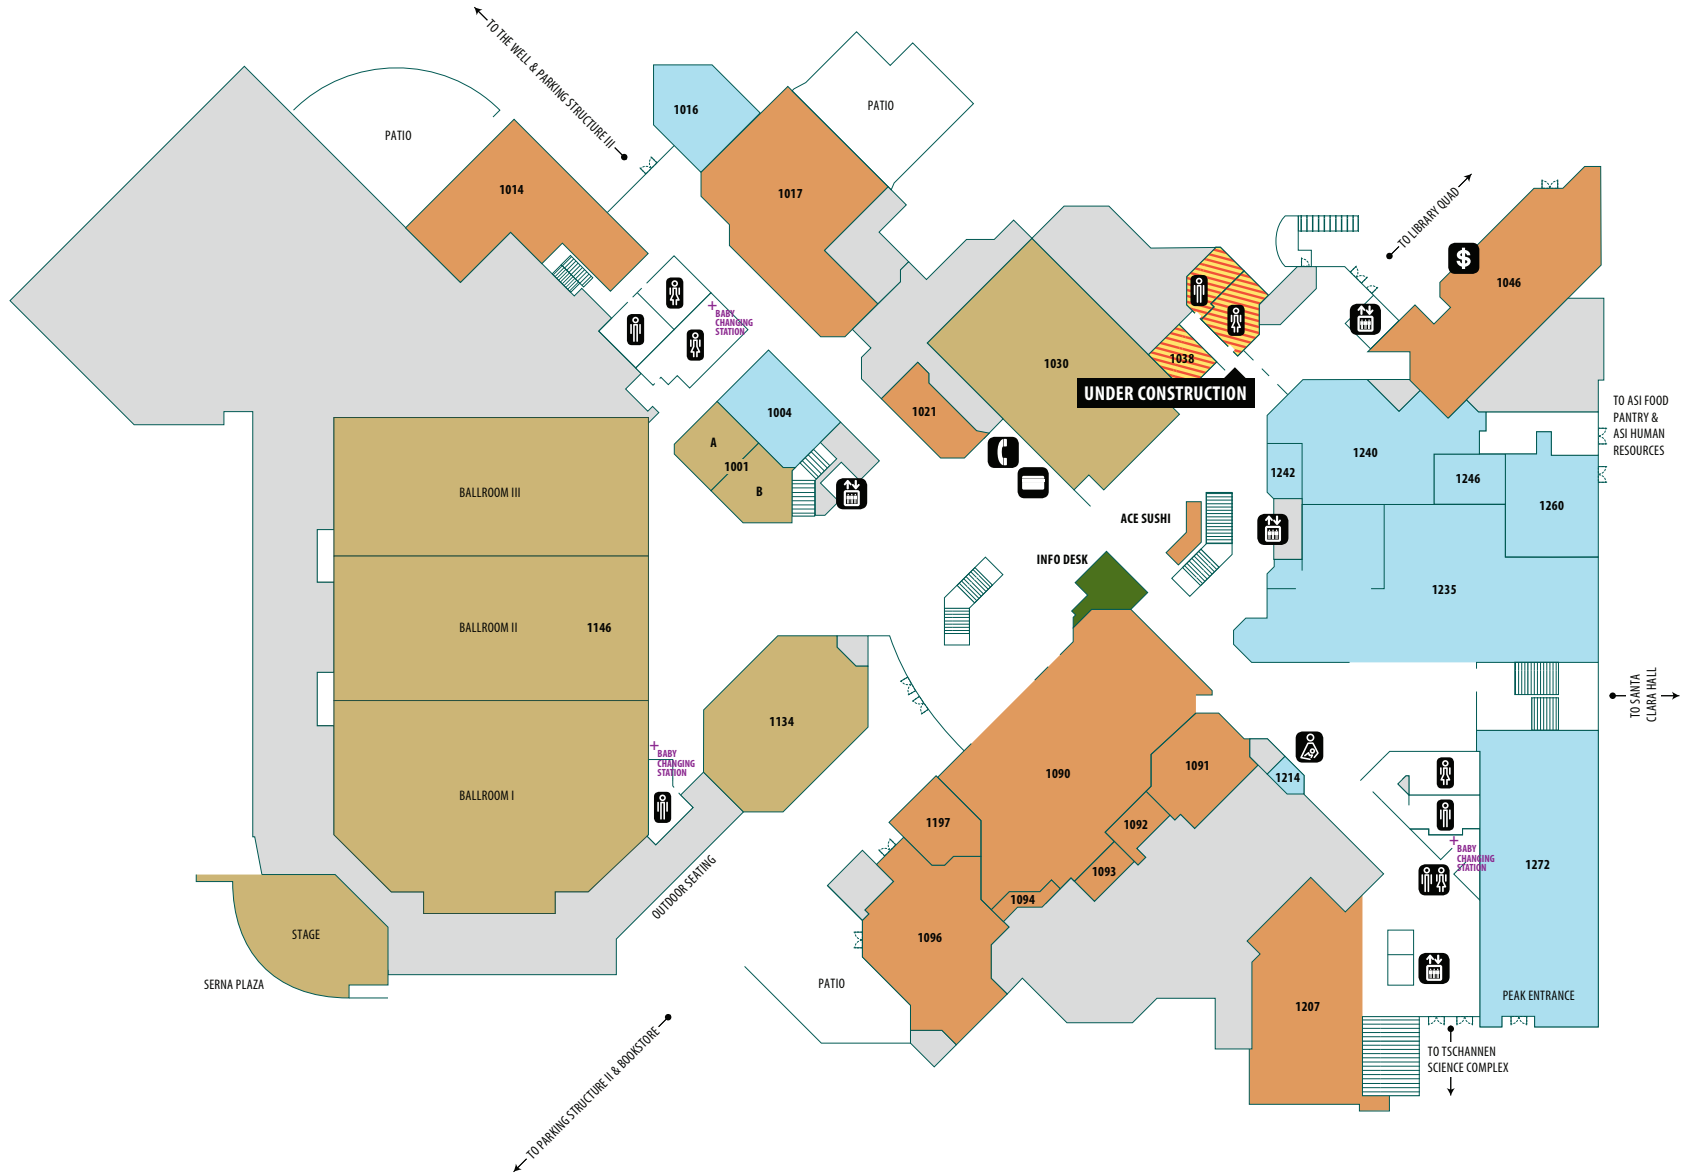 TO THE WELL & PARKING STRUCTURE III
PATIO
1014
1016
1017
PATIO
TO LIBRARY QUAD
$
1046
BABY
CHANGING
STATION
1004
A
1001
B
1021
1030
1038
UNDER CONSTRUCTION
TO ASI FOOD
PANTRY &
ASI HUMAN
RESOURCES
1240
1242
1246
1260
1235
ACE SUSHI
INFO DESK
BALLROOM III
BALLROOM II
1146
BALLROOM I
BABY
CHANGING
STATION
1134
1090
1091
1214
1092
1093
1094
1197
1096
TO SANTA
CLARA HALL
BABY
CHANGING
STATION
1272
PEAK ENTRANCE
1207
TO TSCHANNEN
SCIENCE COMPLEX
OUTDOOR SEATING
STAGE
SERNA PLAZA
PATIO
TO PARKING STRUCTURE II & BOOKSTORE